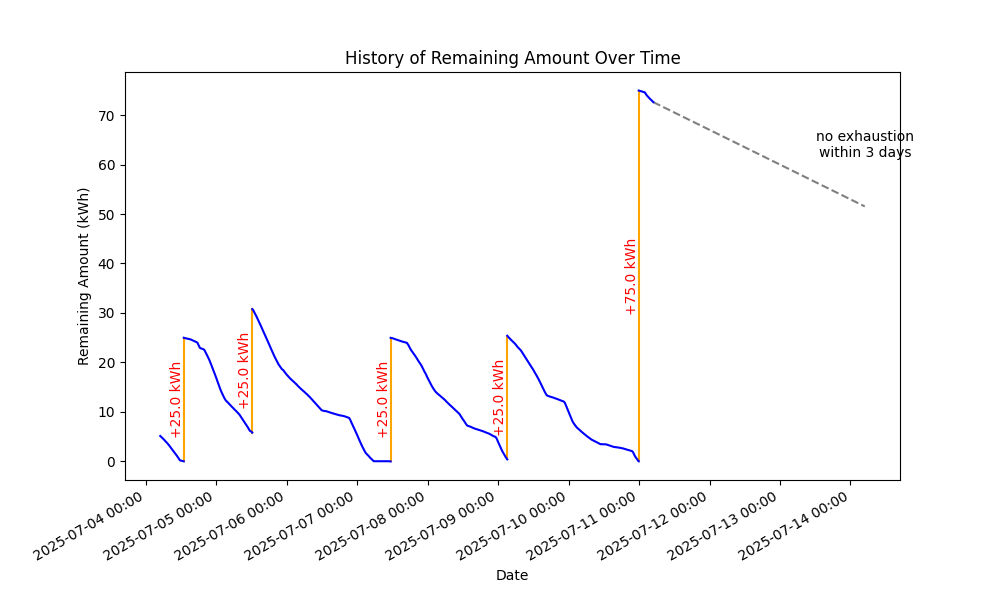 History of Remaining Amount Over Time
Remaining Amount (kWh)
70
60
50
40
30
20
10
0
+25.0 kWh
+25.0 kWh
+25.0 kWh
+25.0 kWh
+75.0 kWh
no exhaustion
within 3 days
2025-07-04 00:00
2025-07-05 00:00
2025-07-06 00:00
2025-07-07 00:00
2025-07-08 00:00
2025-07-09 00:00
2025-07-10 00:00
2025-07-11 00:00
2025-07-12 00:00
2025-07-13 00:00
2025-07-14 00:00
Date